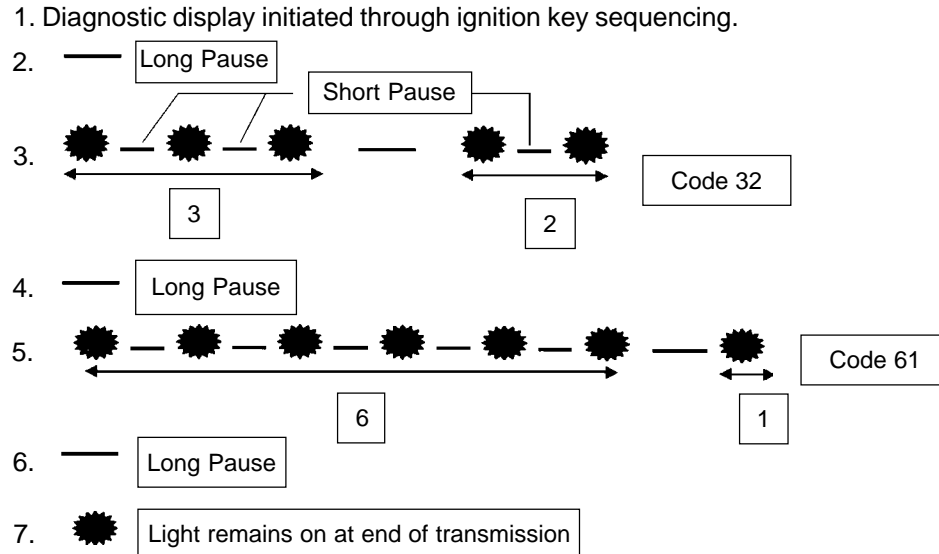 1. Diagnostic display initiated through ignition key sequencing.
2. Long Pause
Short Pause
3. Code 32
3
2
4. Long Pause
5. Code 61
6
1
6. Long Pause
7. Light remains on at end of transmission